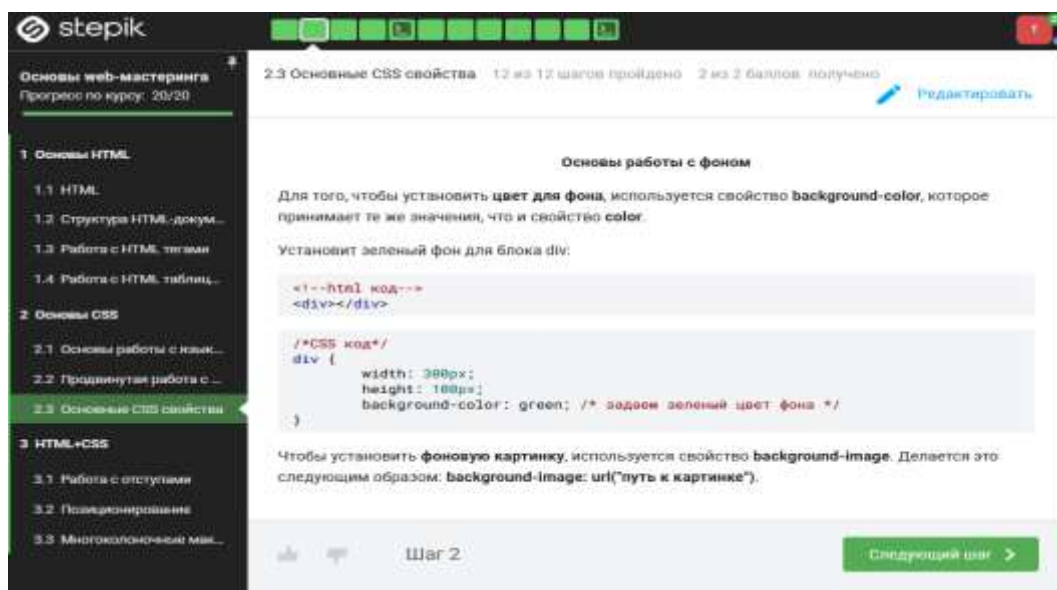 stepik
Основы web-мастеринга
Прогресс по курсу: 20/20
1 Основы HTML
1.1 HTML
1.2 Структура HTML-докум...
1.3 Работа с HTML тегами
1.4 Работа с HTML таблиц...
2 Основы CSS
2.1 Основы работы с язык...
2.2 Продвинутая работа с ...
2.3 Основные CSS свойства
3 HTML+CSS
3.1 Работа с отступами
3.2 Позиционирование
3.3 Многоколоночные мак...
2.3 Основные CSS свойства 12 из 12 шагов пройдено 2 из 2 баллов получено
Редактировать
Основы работы с фоном
Для того, чтобы установить цвет для фона, используется свойство background-color, которое
принимает те же значения, что и свойство color.
Установит зеленый фон для блока div:
<!--html код-->
<div></div>
/*CSS код*/
div {
width: 300px;
height: 100px;
background-color: green; /* задаем зеленый цвет фона */
}
Чтобы установить фоновую картинку, используется свойство background-image. Делается это
следующим образом: background-image: url("путь к картинке").
Шаг 2
Следующий шаг